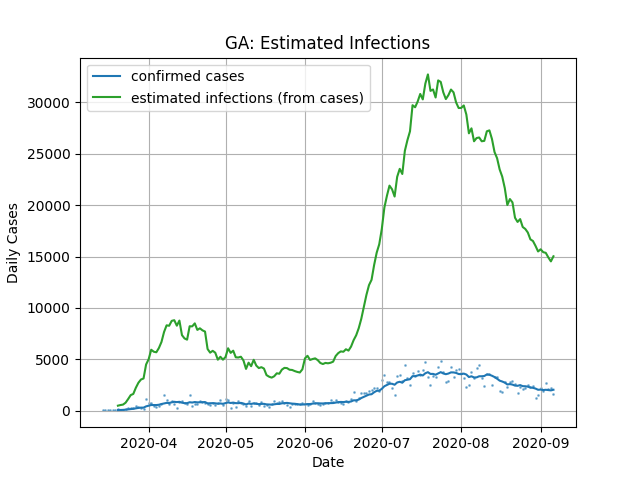 GA: Estimated Infections
confirmed cases
estimated infections (from cases)
30000
25000
20000
15000
10000
5000
0
Daily Cases
2020-04 2020-05 2020-06 2020-07 2020-08 2020-09
Date